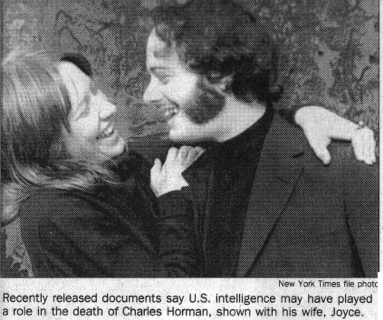 New York Times file photo
Recently released documents say U.S. intelligence may have played
a role in the death of Charles Horman, shown with his wife, Joyce.